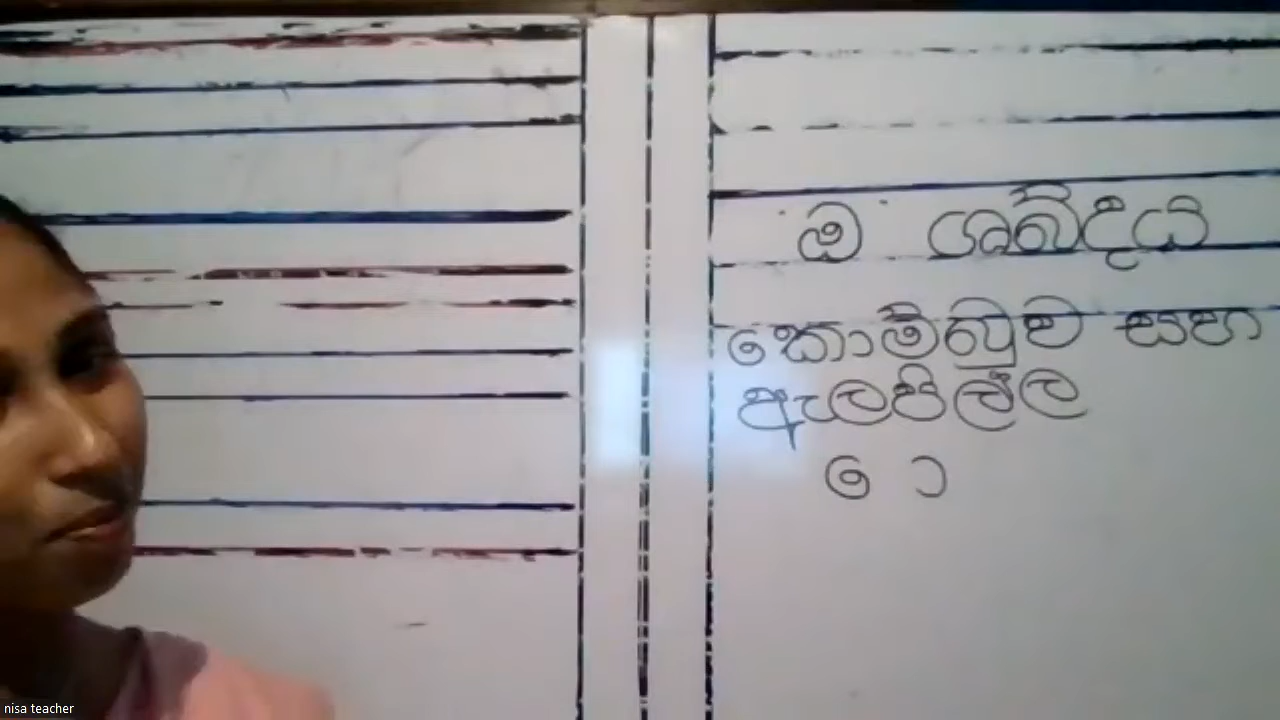 ඔ ශබ්දය
කොම්බුව සහ
ඇලපිල්ල
ෙ ා
nisa teacher